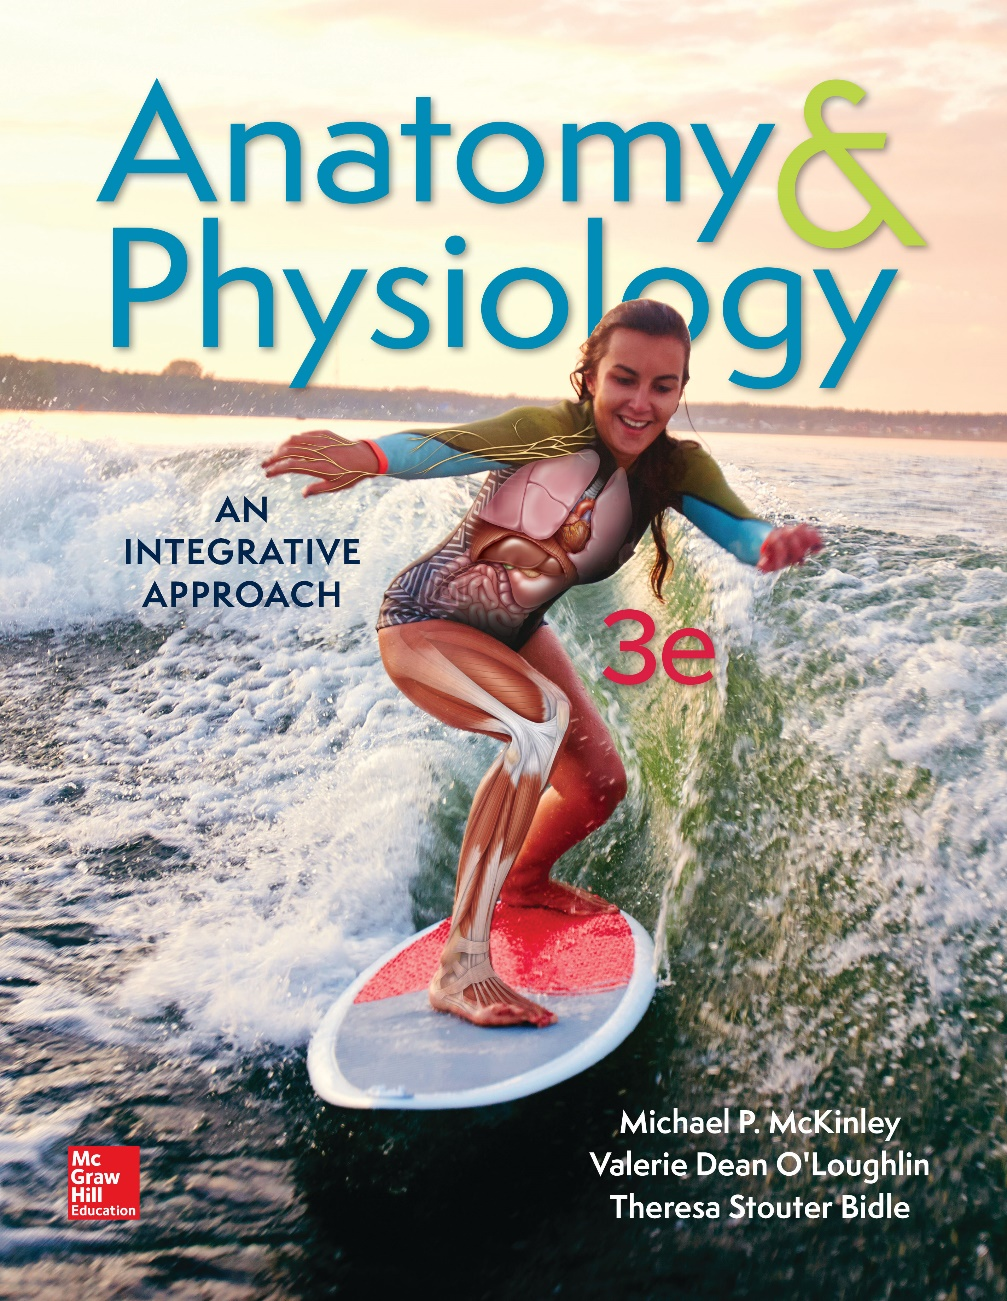 Anatomy &
Physiology
AN
INTEGRATIVE
APPROACH
3e
Michael P. McKinley
Valerie Dean O'Loughlin
Theresa Stouter Bidle
Mc
Graw
Hill
Education